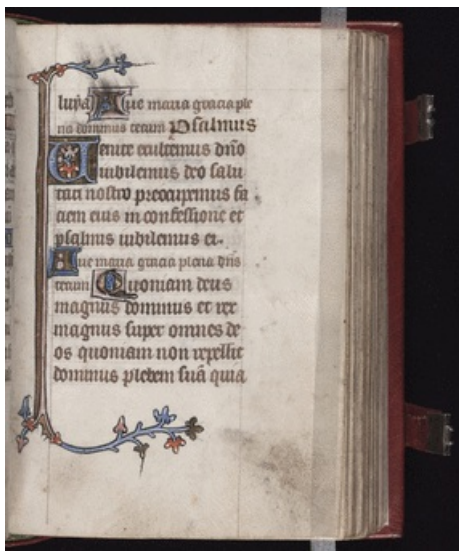 luya Aue maria gracia ple
na dominus tecum Psalmus
Uenite exultemus dño
iubilemus deo salu
tari nostro preocupemus fa
ciem eius in confessione et
psalmis iubilemus ei.
Aue maria gracia plena dñs
tecum Quoniam deus
magnus dominus et rex
magnus super omnes de
os quoniam non repellit
dominus plebem suā quia